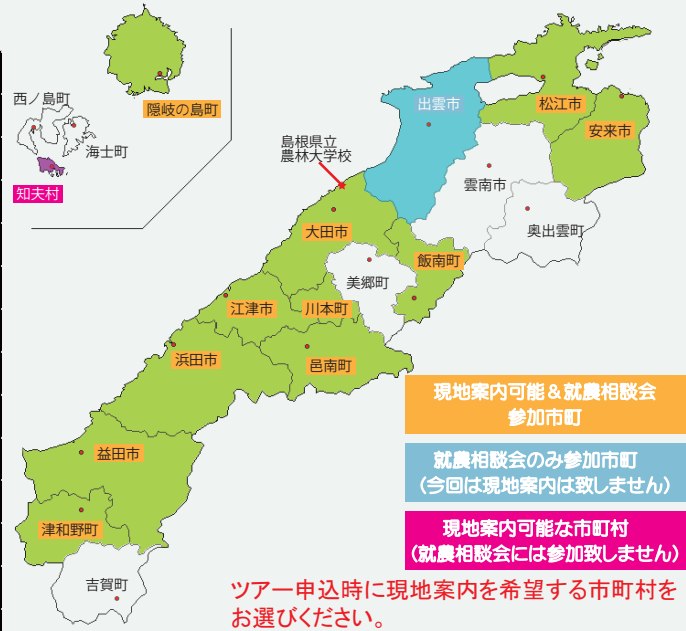 西ノ島町
隠岐の島町
海士町
知夫村
島根県立
農林大学校
出雲市
松江市
安来市
雲南市
奥出雲町
大田市
飯南町
美郷町
江津市
川本町
浜田市
邑南町
益田市
津和野町
吉賀町
現地案内可能&就農相談会
参加市町
就農相談会のみ参加市町
(今回は現地案内は致しません)
現地案内可能な市町村
(就農相談会には参加致しません)
ツアー申込時に現地案内を希望する市町村を
お選びください。